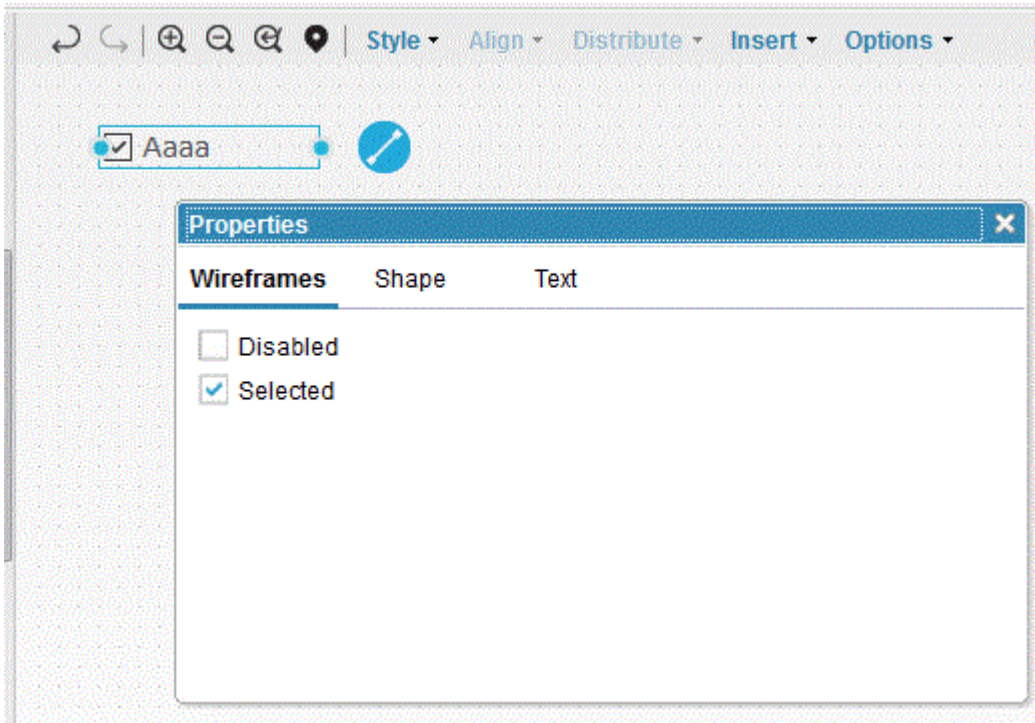 Style Align Distribute Insert Options
Aaaa
Properties
Wireframes Shape Text
Disabled
Selected